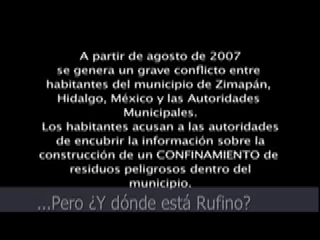 A partir de agosto de 2007
se genera un grave conflicto entre
habitantes del municipio de Zimapán,
Hidalgo, México y las Autoridades
Municipales.
Los habitantes acusan a las autoridades
de encubrir la información sobre la
construcción de un CONFINAMIENTO de
residuos peligrosos dentro del
municipio.
...Pero ¿Y dónde está Rufino?